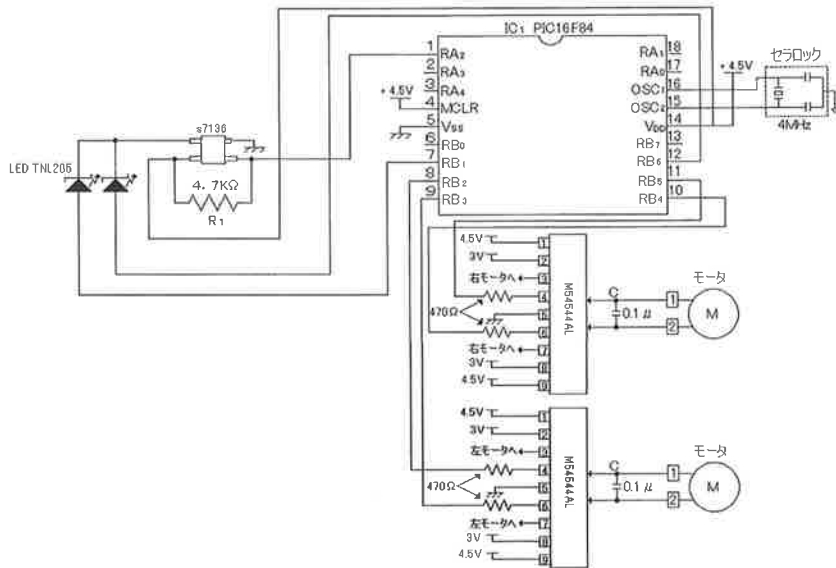 IC1 PIC16F84
セラロック
1 RA2
2 RA3
3 RA4
4 MCLR
5 Vss
6 RB0
7 RB1
8 RB2
9 RB3
RA1 18
RA0 17
OSC1 16
OSC2 15
VDD 14
RB7 13
RB6 12
RB5 11
RB4 10
+4.5V
+4.5V
4MHz
s7136
LED TNL205
4.7KΩ
R1
4.5V 1
3V 2
右モータへ 3
4
470Ω 5
6
右モータへ 7
3V 8
4.5V 9
M54544AL
C
0.1μ
1
2
モータ
M
4.5V 1
3V 2
左モータへ 3
4
470Ω 5
6
左モータへ 7
3V 8
4.5V 9
M54544AL
C
0.1μ
1
2
モータ
M